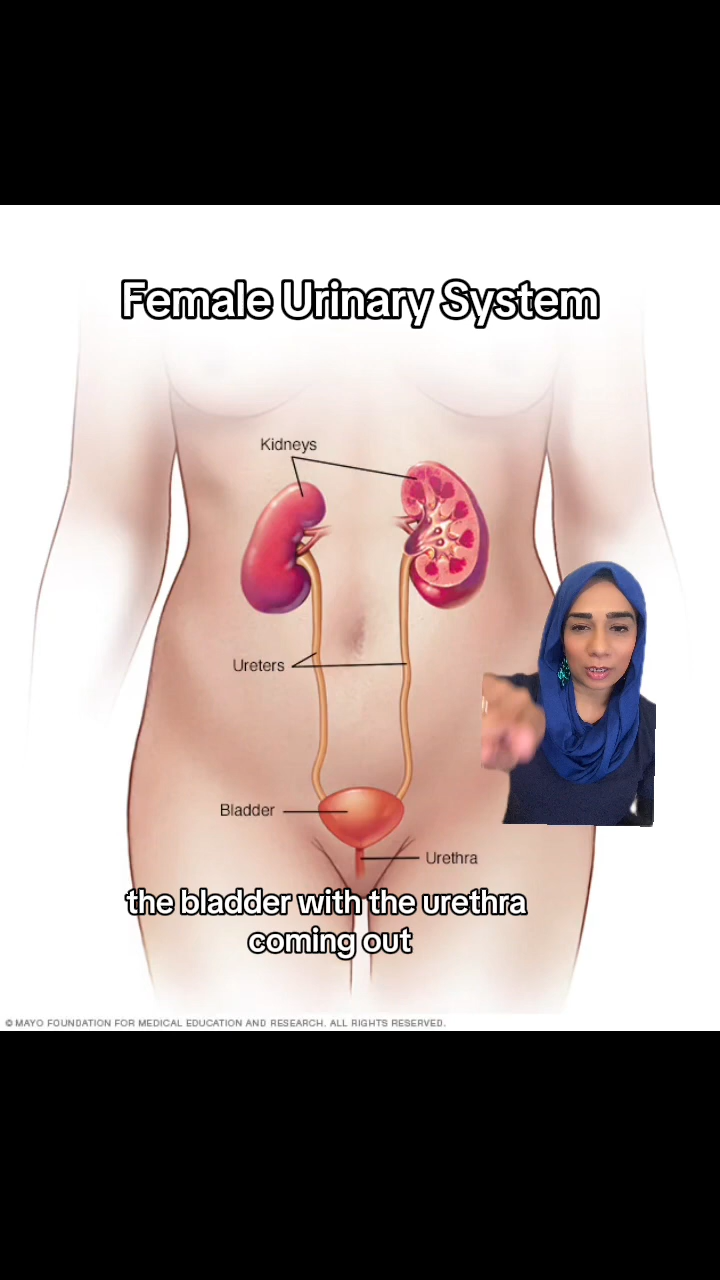 Female Urinary System
Kidneys
Ureters
Bladder
Urethra
the bladder with the urethra
coming out
© MAYO FOUNDATION FOR MEDICAL EDUCATION AND RESEARCH. ALL RIGHTS RESERVED.